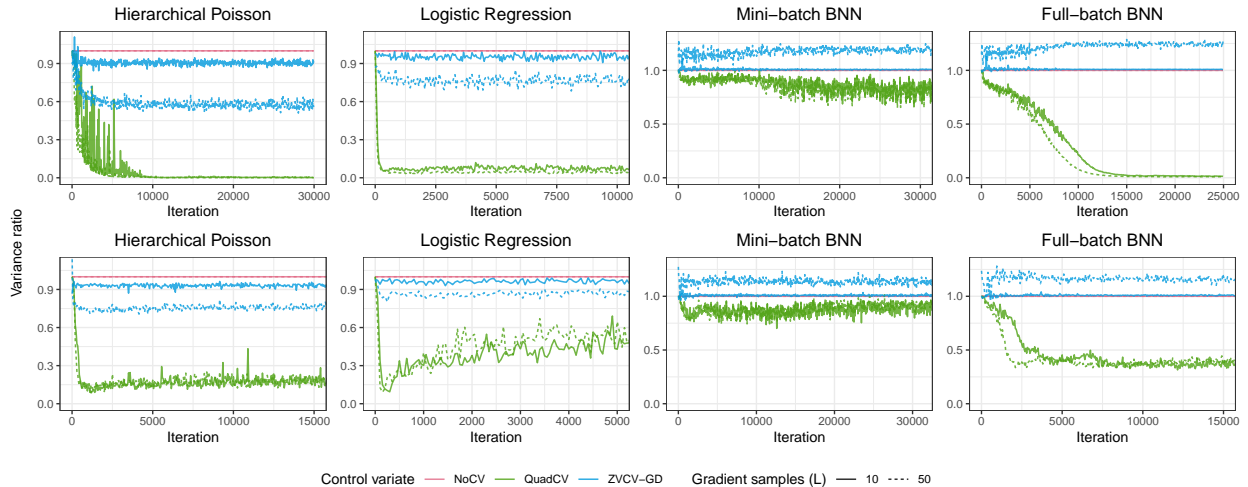 Hierarchical Poisson
Logistic Regression
Mini−batch BNN
Full−batch BNN
0.9
0.6
0.3
0.0
0.9
0.6
0.3
0.0
1.0
0.5
0.0
1.0
0.5
0.0
0 10000 20000 30000
0 2500 5000 7500 10000
0 10000 20000 30000
0 5000 10000 15000 20000 25000
Iteration
Iteration
Iteration
Iteration
Variance ratio
Hierarchical Poisson
Logistic Regression
Mini−batch BNN
Full−batch BNN
0.9
0.6
0.3
0.0
0.9
0.6
0.3
0.0
1.0
0.5
0.0
1.0
0.5
0.0
0 5000 10000 15000
0 1000 2000 3000 4000 5000
0 10000 20000 30000
0 5000 10000 15000
Iteration
Iteration
Iteration
Iteration
Control variate NoCV QuadCV ZVCV−GD Gradient samples (L) 10 50